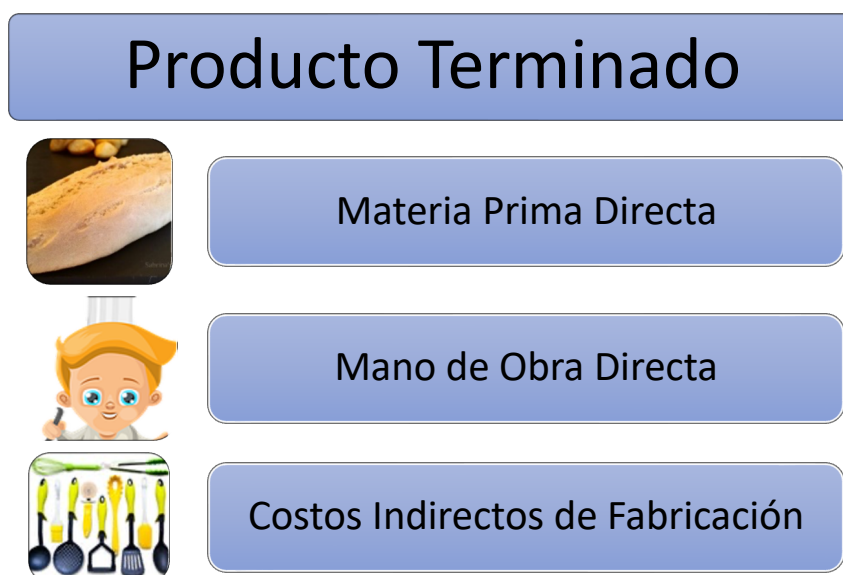 Producto Terminado
Materia Prima Directa
Mano de Obra Directa
Costos Indirectos de Fabricación